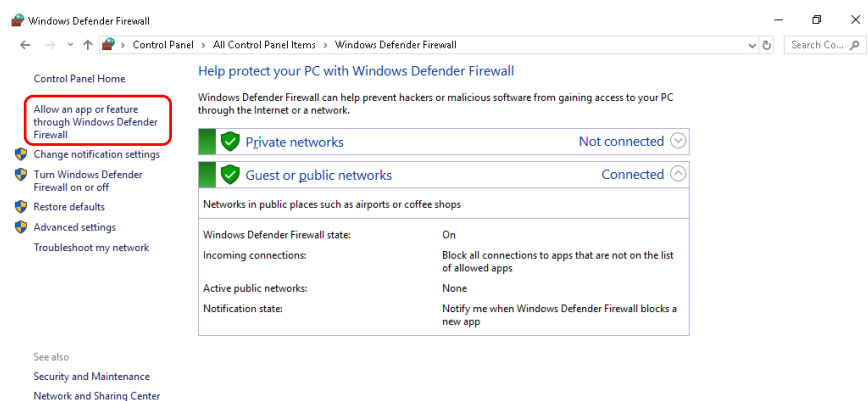 Windows Defender Firewall
Control Panel > All Control Panel Items > Windows Defender Firewall
Search Co...
Control Panel Home
Allow an app or feature
through Windows Defender
Firewall
Change notification settings
Turn Windows Defender
Firewall on or off
Restore defaults
Advanced settings
Troubleshoot my network
See also
Security and Maintenance
Network and Sharing Center
Help protect your PC with Windows Defender Firewall
Windows Defender Firewall can help prevent hackers or malicious software from gaining access to your PC
through the Internet or a network.
Private networks Not connected
Guest or public networks Connected
Networks in public places such as airports or coffee shops
Windows Defender Firewall state: On
Incoming connections: Block all connections to apps that are not on the list
of allowed apps
Active public networks: None
Notification state: Notify me when Windows Defender Firewall blocks a
new app